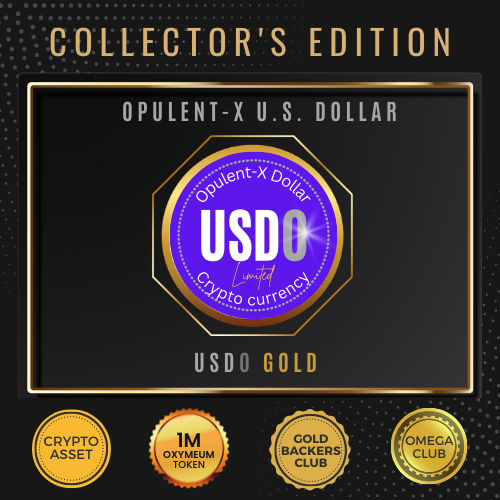 COLLECTOR'S EDITION
OPULENT-X U.S. DOLLAR
Opulent-X Dollar
USDO
Limited
Crypto currency
USDO GOLD
CRYPTO
ASSET
1M
OXYMEUM
TOKEN
GOLD
BACKERS
CLUB
OMEGA
CLUB